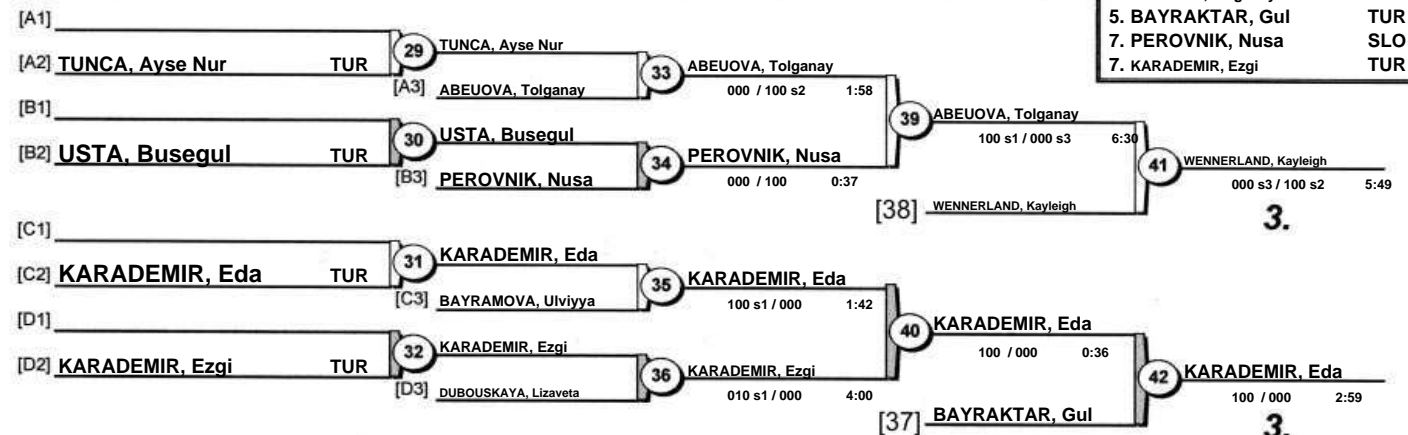 5. BAYRAKTAR, Gul TUR
7. PEROVNIK, Nusa SLO
7. KARADEMIR, Ezgi TUR
[A1]
[A2] TUNCA, Ayse Nur TUR
29
TUNCA, Ayse Nur
[A3] ABEUOVA, Tolganay
33
ABEUOVA, Tolganay
000 / 100 s2 1:58
[B1]
[B2] USTA, Busegul TUR
30
USTA, Busegul
[B3] PEROVNIK, Nusa
34
PEROVNIK, Nusa
000 / 100 0:37
39
ABEUOVA, Tolganay
100 s1 / 000 s3 6:30
[38] WENNERLAND, Kayleigh
41
WENNERLAND, Kayleigh
000 s3 / 100 s2 5:49
3.
[C1]
[C2] KARADEMIR, Eda TUR
31
KARADEMIR, Eda
[C3] BAYRAMOVA, Ulviyya
35
KARADEMIR, Eda
100 s1 / 000 1:42
[D1]
[D2] KARADEMIR, Ezgi TUR
32
KARADEMIR, Ezgi
[D3] DUBOUSKAYA, Lizaveta
36
KARADEMIR, Ezgi
010 s1 / 000 4:00
40
KARADEMIR, Eda
100 / 000 0:36
[37] BAYRAKTAR, Gul
42
KARADEMIR, Eda
100 / 000 2:59
3.